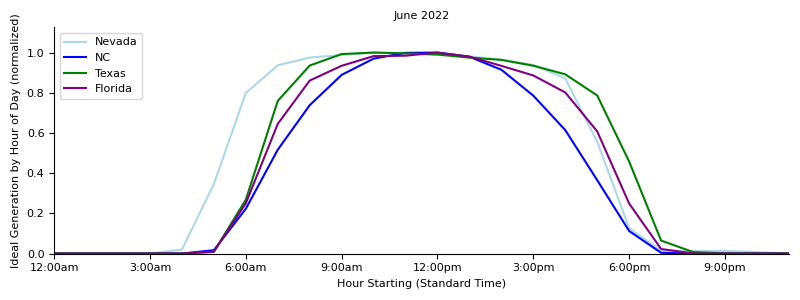 June 2022
Ideal Generation by Hour of Day (normalized)
1.0
0.8
0.6
0.4
0.2
0.0
Nevada
NC
Texas
Florida
12:00am 3:00am 6:00am 9:00am 12:00pm 3:00pm 6:00pm 9:00pm
Hour Starting (Standard Time)